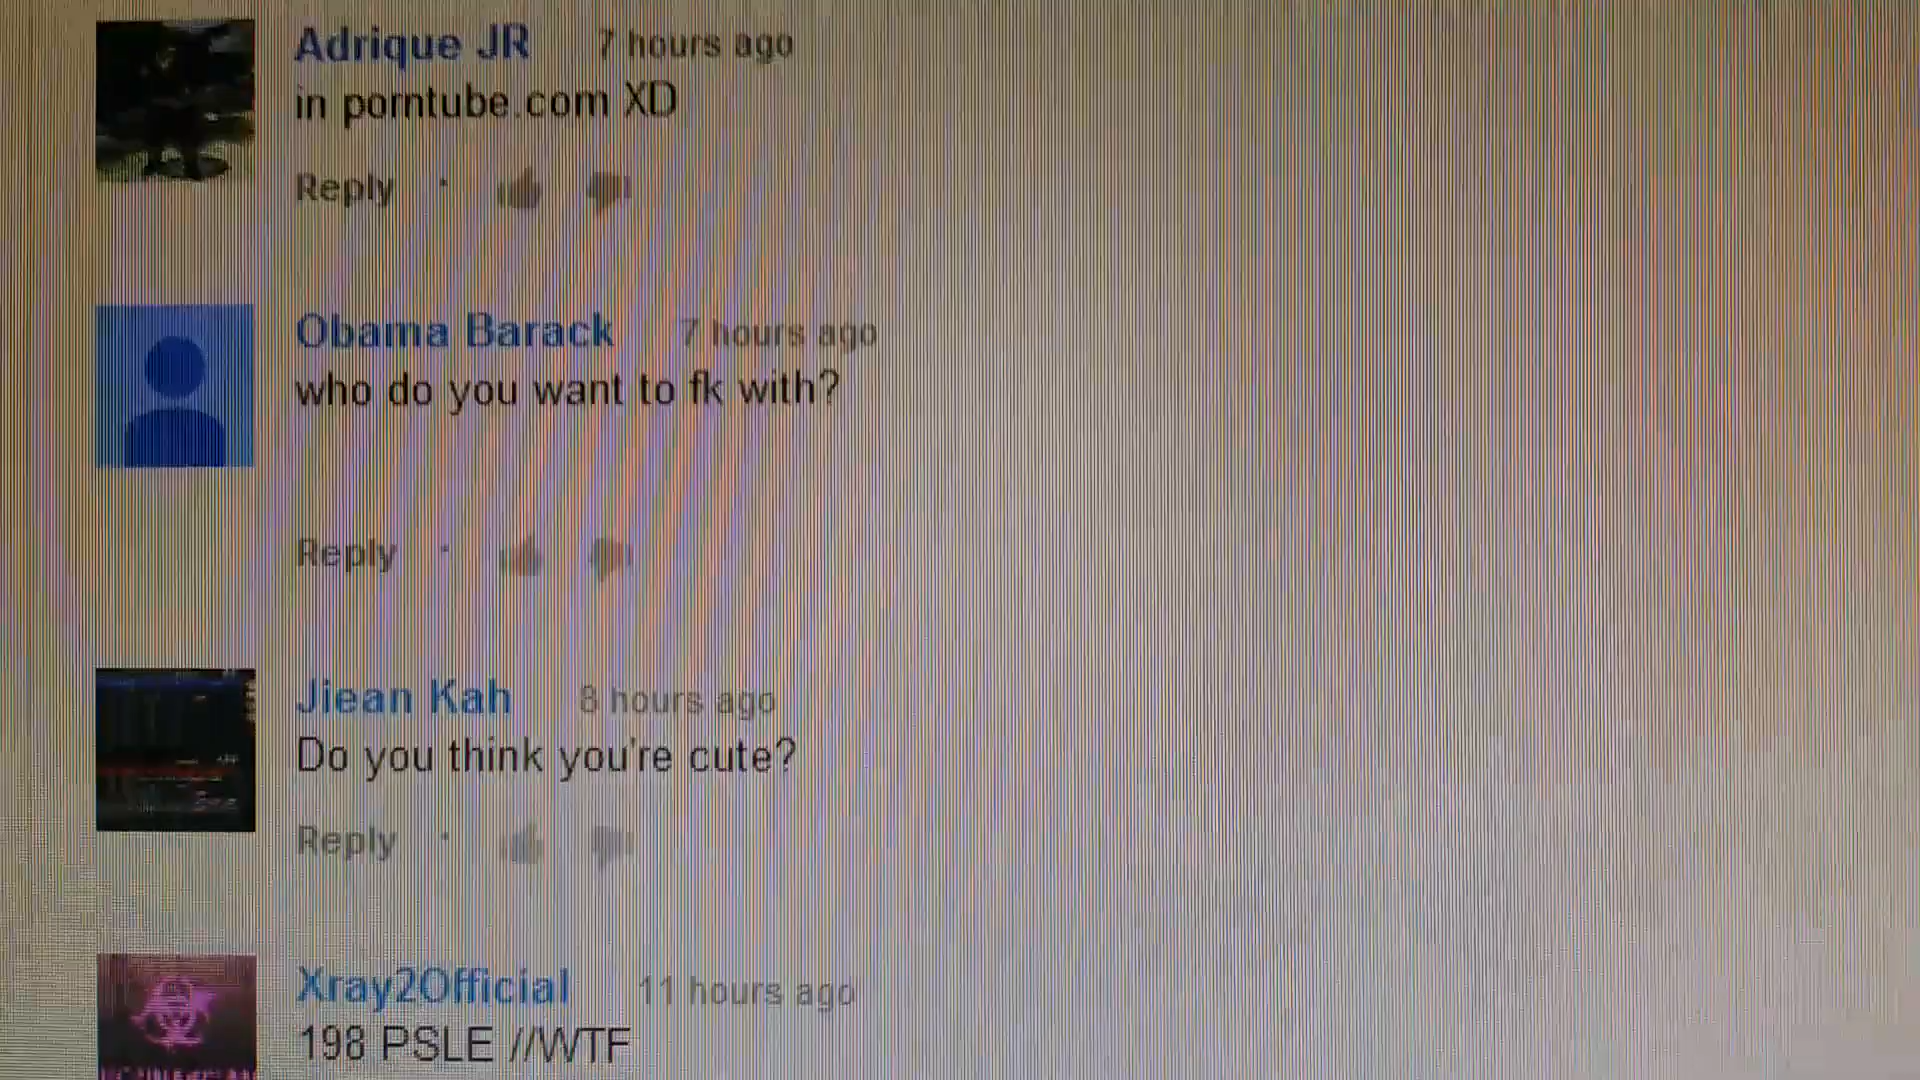 Adrique JR 7 hours ago
in porntube.com XD
Reply
Obama Barack 7 hours ago
who do you want to fk with?
Reply
Jiean Kah 8 hours ago
Do you think you're cute?
Reply
Xray2Official 11 hours ago
198 PSLE //WTF